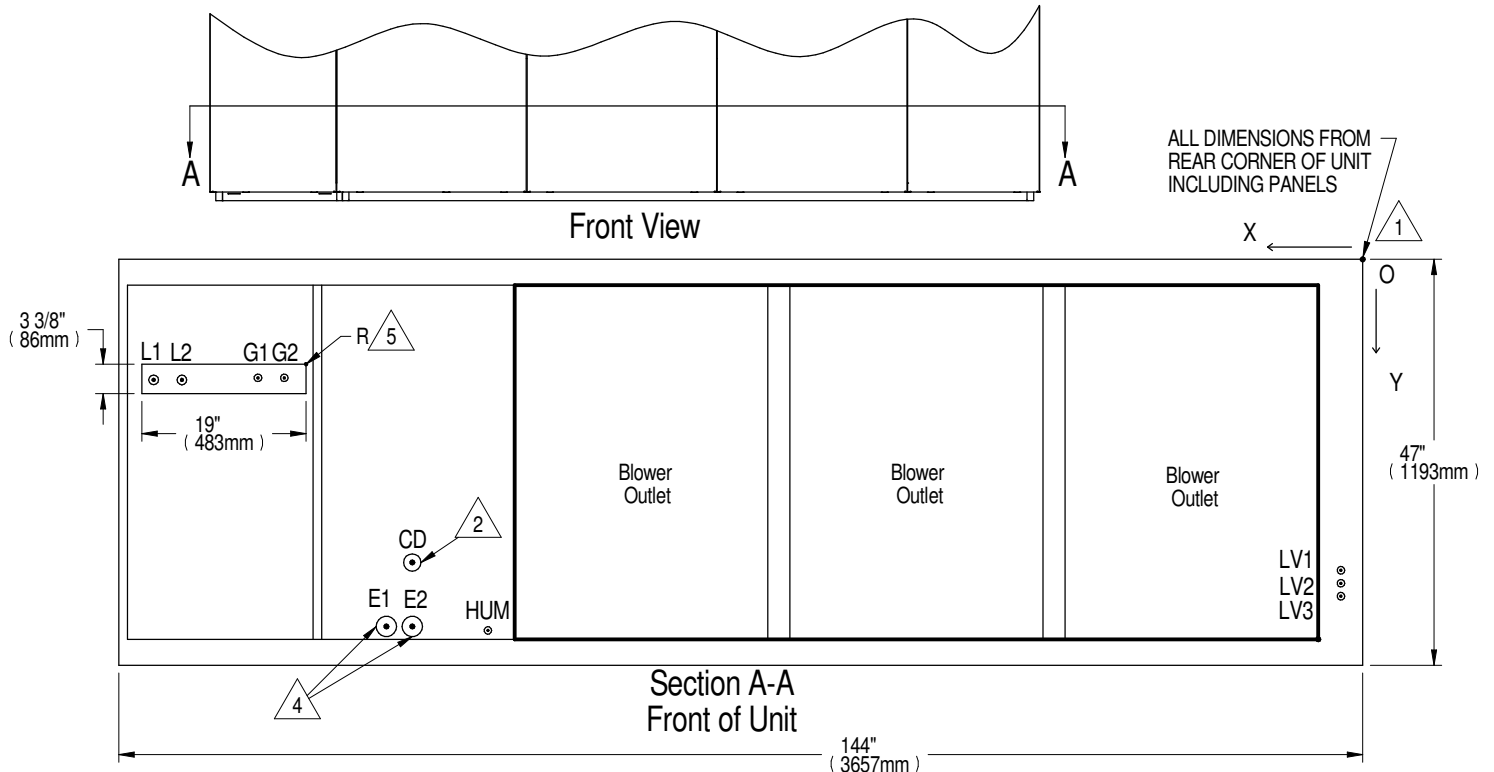 A
A
Front View
ALL DIMENSIONS FROM
REAR CORNER OF UNIT
INCLUDING PANELS
X
1
O
Y
3 3/8"
( 86mm )
L1 L2 G1 G2
R
5
19"
( 483mm )
47"
( 1193mm )
Blower
Outlet
Blower
Outlet
Blower
Outlet
2
CD
E1 E2
HUM
LV1
LV2
LV3
4
Section A-A
Front of Unit
144"
( 3657mm )